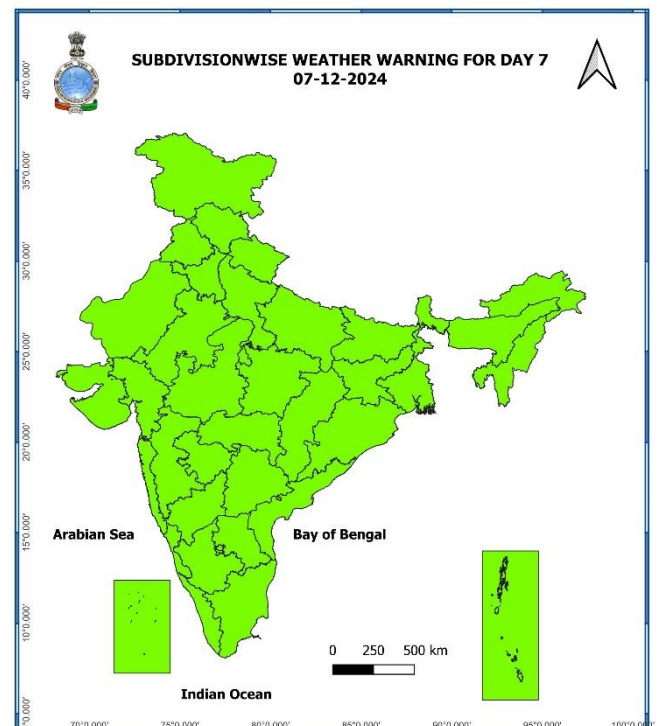 SUBDIVISIONWISE WEATHER WARNING FOR DAY 7
07-12-2024
40°0.000'
35°0.000'
30°0.000'
25°0.000'
20°0.000'
15°0.000'
10°0.000'
°0.000'
Arabian Sea
Bay of Bengal
0 250 500 km
Indian Ocean
70°0.000' 75°0.000' 80°0.000' 85°0.000' 90°0.000' 95°0.000' 100°0.000'